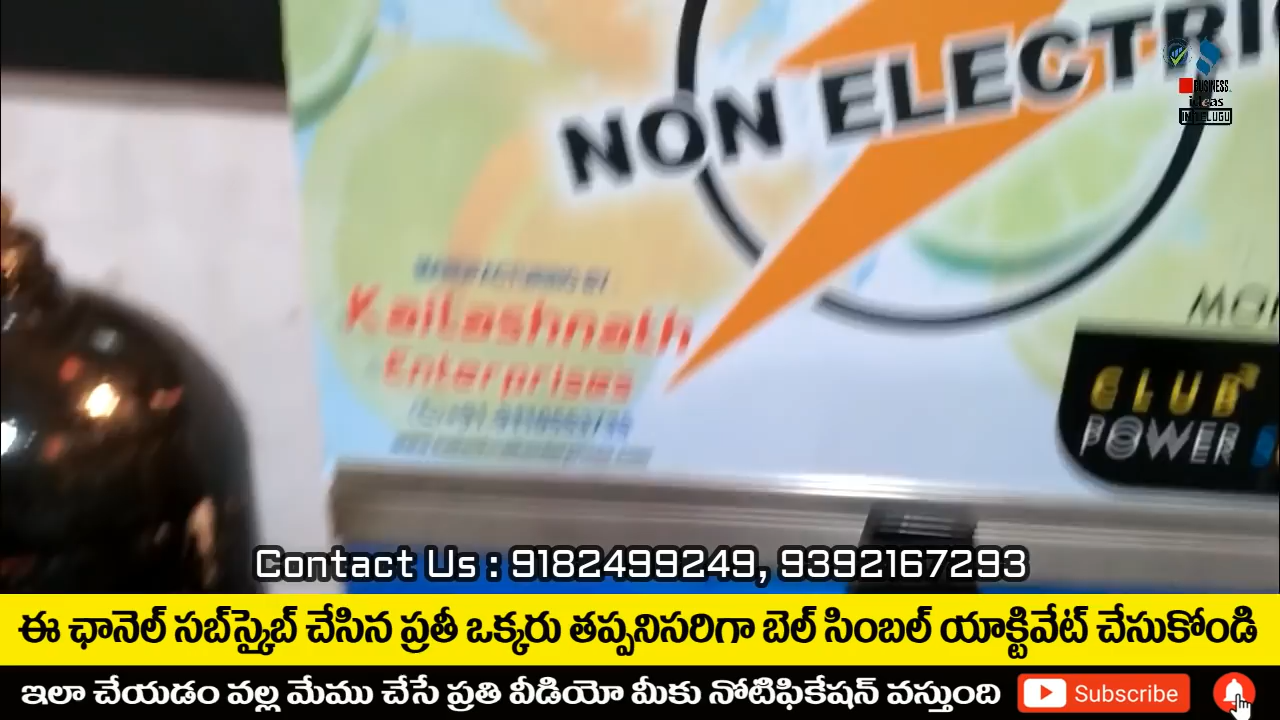 NON ELECTRIC
BUSINESS
ideas
IN TELUGU
Kailashnath
Enterprises
CLUB
POWER
Contact Us : 9182499249, 9392167293
ఈ ఛానెల్ సబ్‌స్క్రైబ్ చేసిన ప్రతీ ఒక్కరు తప్పనిసరిగా బెల్ సింబల్ యాక్టివేట్ చేసుకోండి
ఇలా చేయడం వల్ల మేము చేసే ప్రతి వీడియో మీకు నోటిఫికేషన్ వస్తుంది
Subscribe